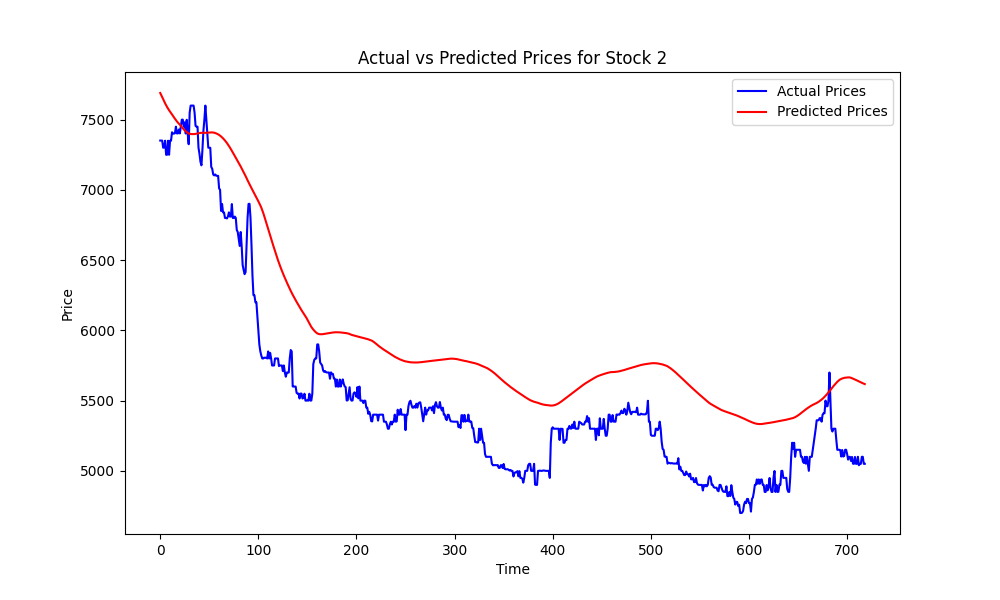 Actual vs Predicted Prices for Stock 2
Actual Prices
Predicted Prices
7500
7000
6500
6000
5500
5000
Price
0 100 200 300 400 500 600 700
Time